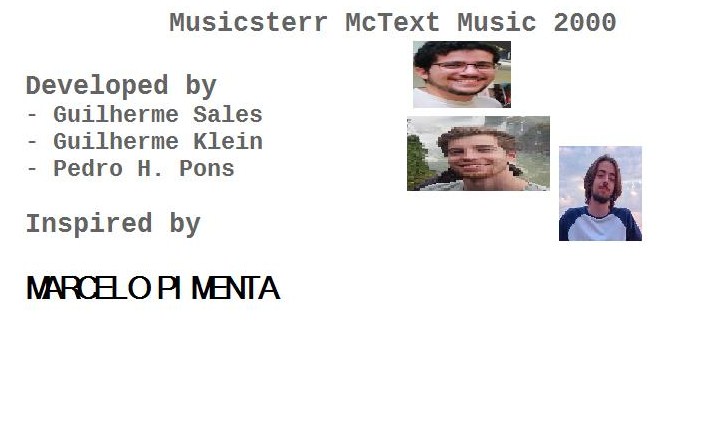 Musicsterr McText Music 2000
Developed by
- Guilherme Sales
- Guilherme Klein
- Pedro H. Pons
Inspired by
MARCELO PIMENTA